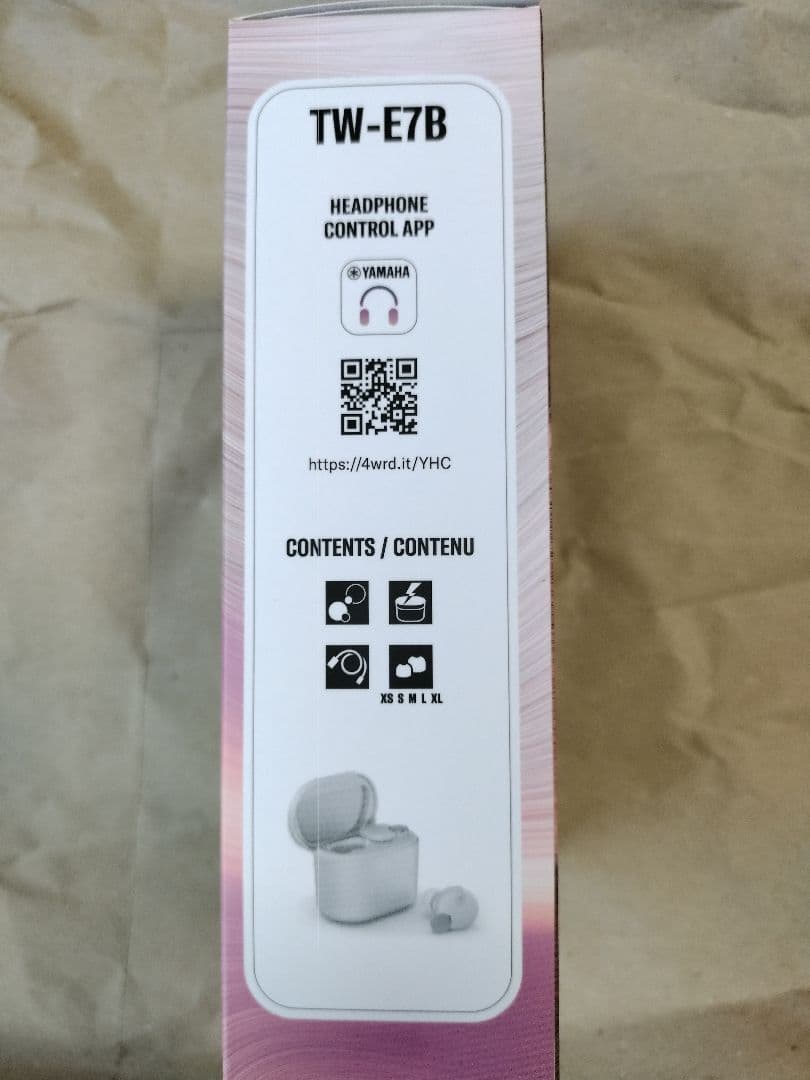 TW-E7B
HEADPHONE
CONTROL APP
YAMAHA
https://4wrd.it/YHC
CONTENTS / CONTENU
XS S M L XL